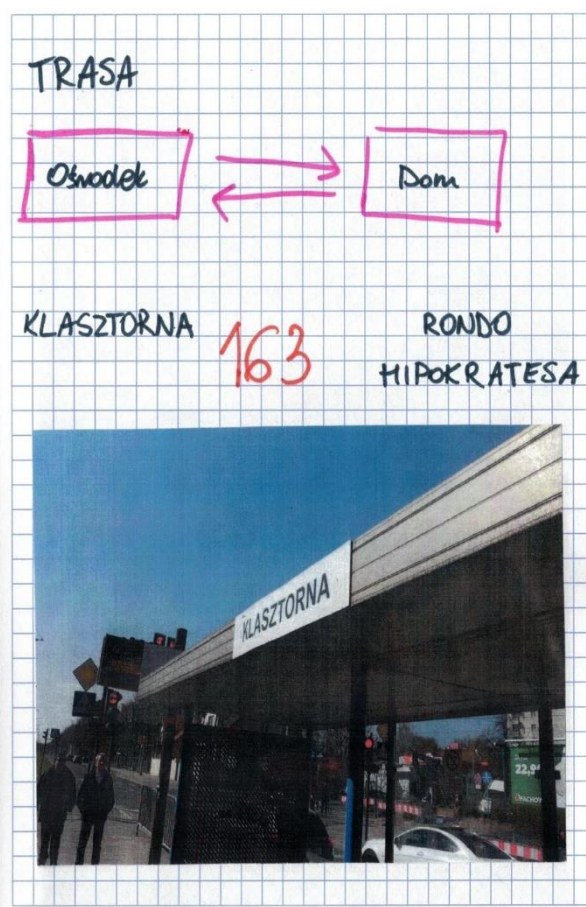 TRASA
Ośrodek
Dom
KLASZTORNA
163
RONDO
HIPOKRATESA
KLASZTORNA
22,9